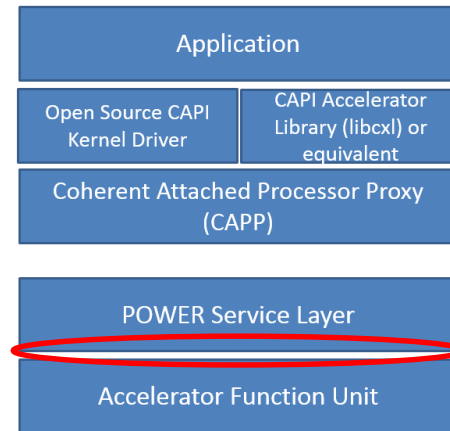 Application
Open Source CAPI
Kernel Driver
CAPI Accelerator
Library (libcxl) or
equivalent
Coherent Attached Processor Proxy
(CAPP)
POWER Service Layer
Accelerator Function Unit